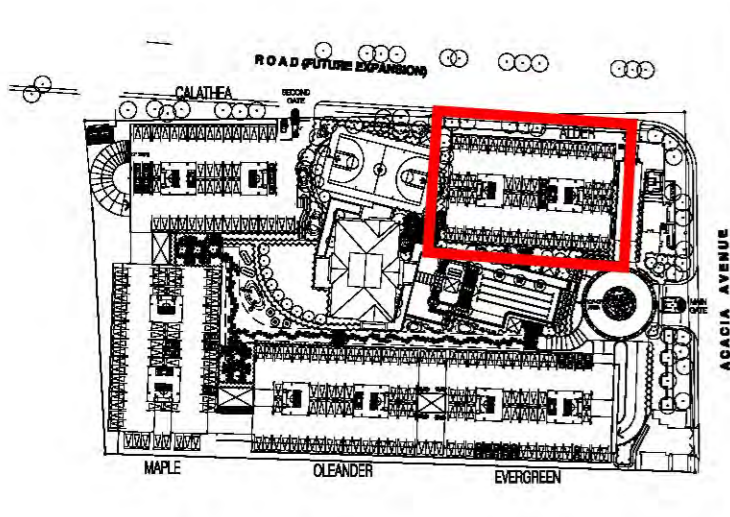 ROAD (FUTURE EXPANSION)
CALATHEA
SECOND
GATE
ALDER
MAIN
GATE
ACACIA AVENUE
MAPLE
OLEANDER
EVERGREEN